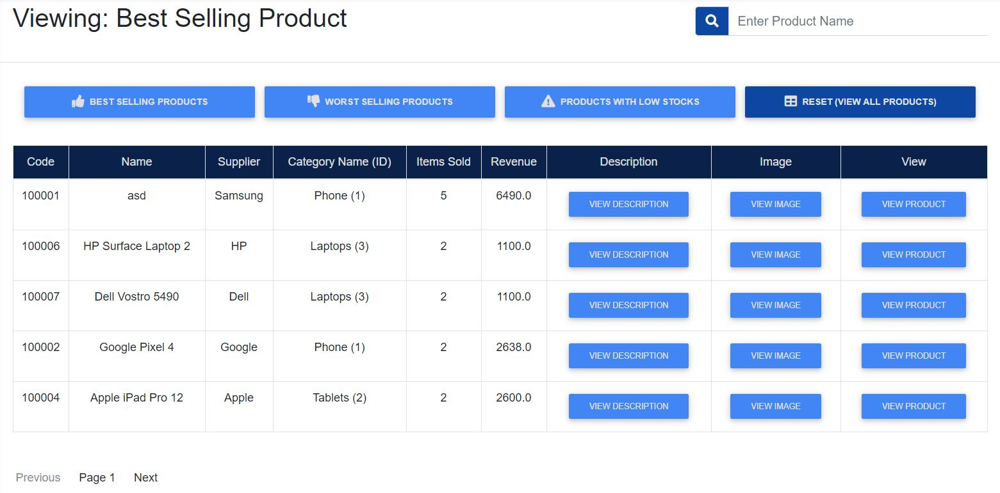 Viewing: Best Selling Product
Enter Product Name
BEST SELLING PRODUCTS WORST SELLING PRODUCTS PRODUCTS WITH LOW STOCKS RESET (VIEW ALL PRODUCTS)
Code Name Supplier Category Name (ID) Items Sold Revenue Description Image View
100001 asd Samsung Phone (1) 5 6490.0 VIEW DESCRIPTION VIEW IMAGE VIEW PRODUCT
100006 HP Surface Laptop 2 HP Laptops (3) 2 1100.0 VIEW DESCRIPTION VIEW IMAGE VIEW PRODUCT
100007 Dell Vostro 5490 Dell Laptops (3) 2 1100.0 VIEW DESCRIPTION VIEW IMAGE VIEW PRODUCT
100002 Google Pixel 4 Google Phone (1) 2 2638.0 VIEW DESCRIPTION VIEW IMAGE VIEW PRODUCT
100004 Apple iPad Pro 12 Apple Tablets (2) 2 2600.0 VIEW DESCRIPTION VIEW IMAGE VIEW PRODUCT
Previous Page 1 Next